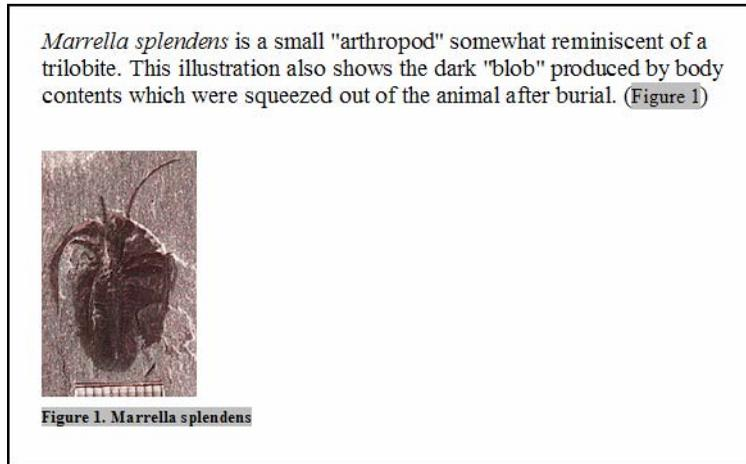 Marrella splendens is a small "arthropod" somewhat reminiscent of a
trilobite. This illustration also shows the dark "blob" produced by body
contents which were squeezed out of the animal after burial. (Figure 1)
Figure 1. Marrella splendens